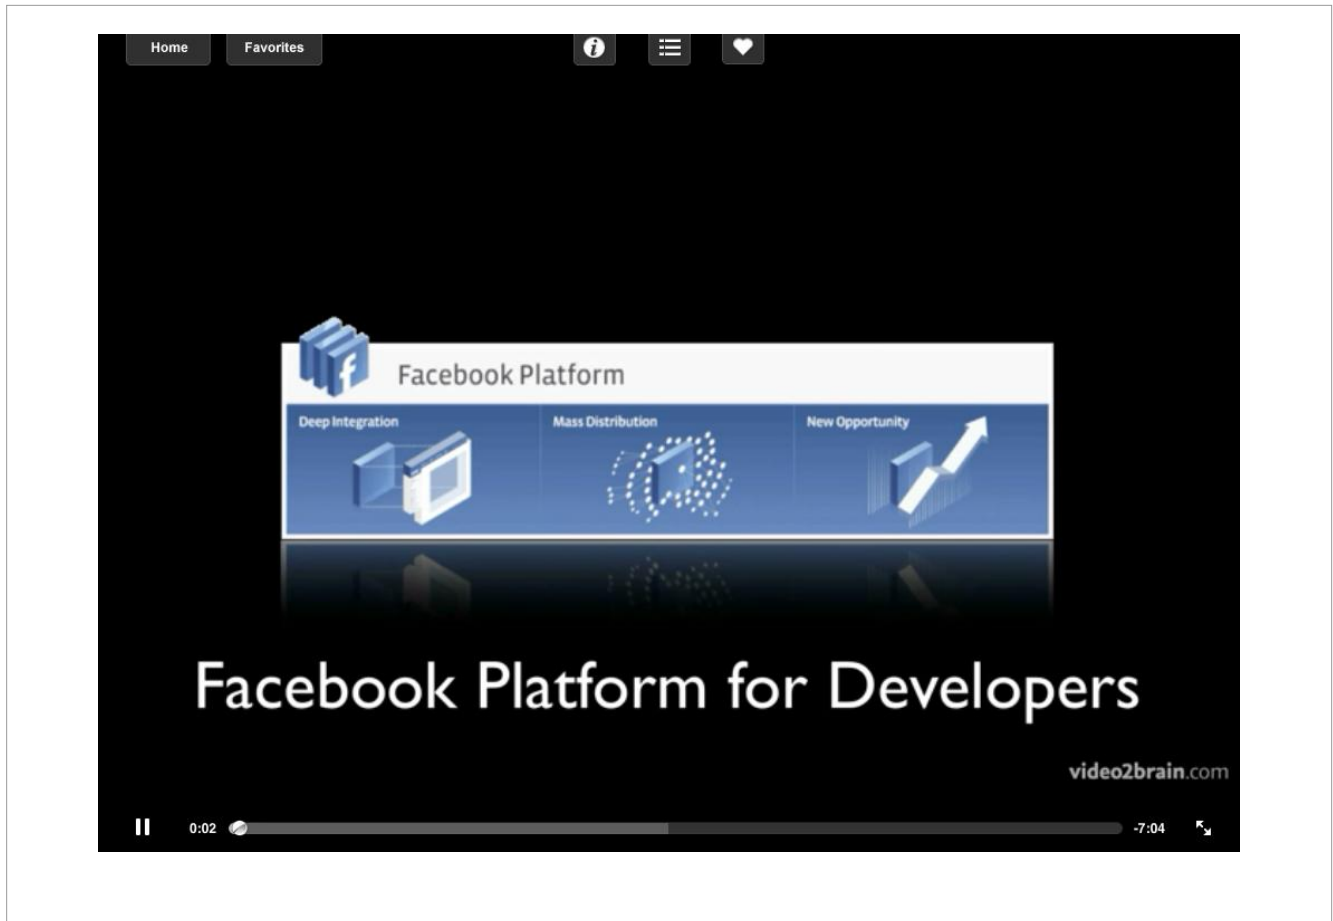 Home Favorites
Facebook Platform
Deep Integration Mass Distribution New Opportunity
Facebook Platform for Developers
video2brain.com
0:02 -7:04